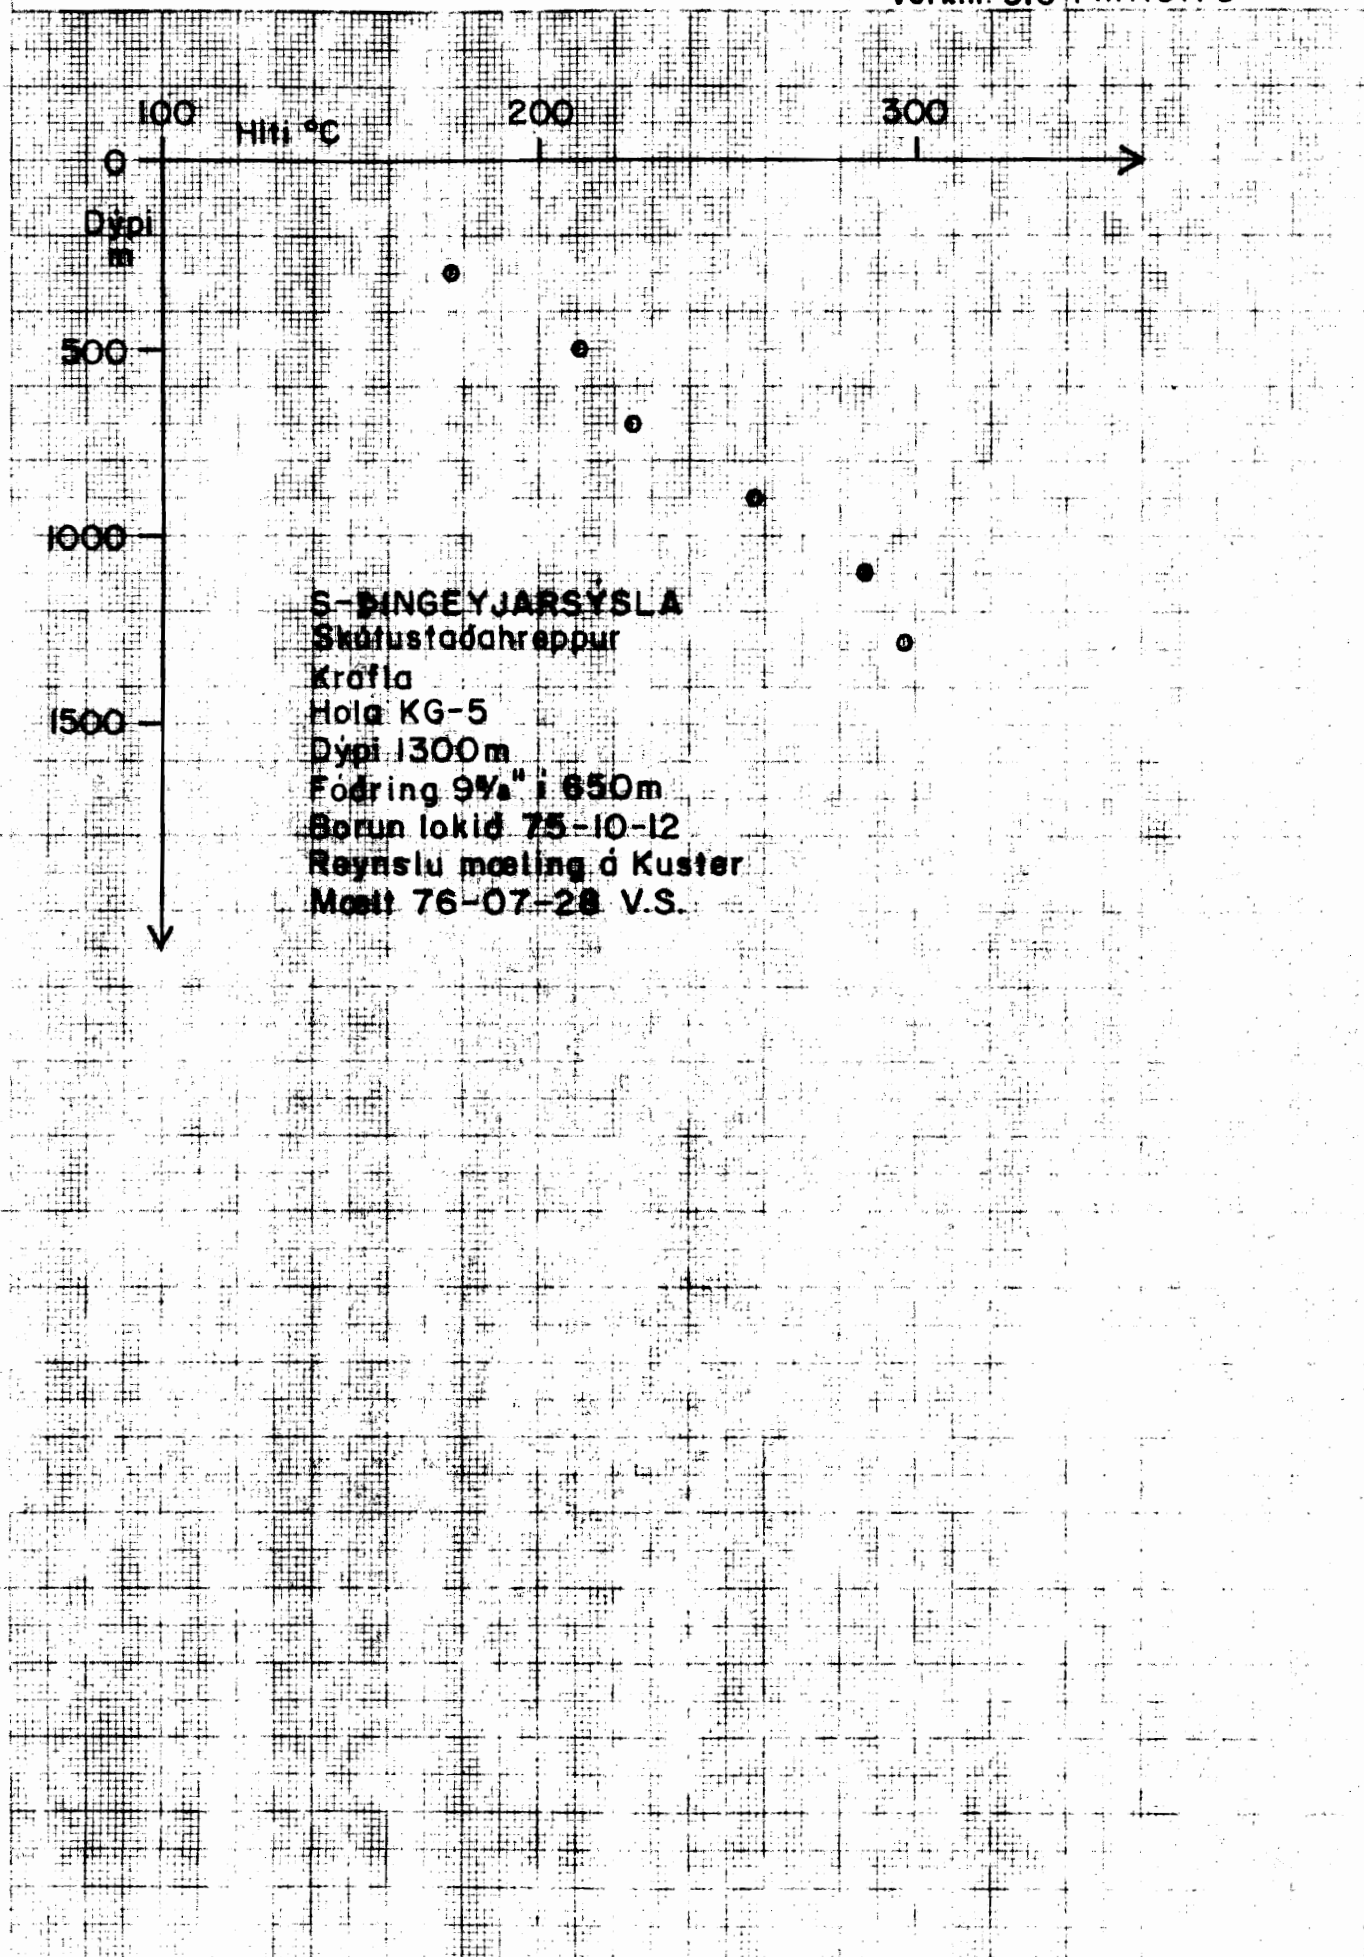 100 200 300
Hiti °C
0
Dýpi
m
500
1000
1500
S-ÞINGEYJARSÝSLA
Skútustaðahreppur
Krafla
Hola KG-5
Dýpi 1300m
Fóðring 9⅝" í 650m
Borun lokið 75-10-12
Reynslu mæling á Kuster
Mælt 76-07-28 V.S.